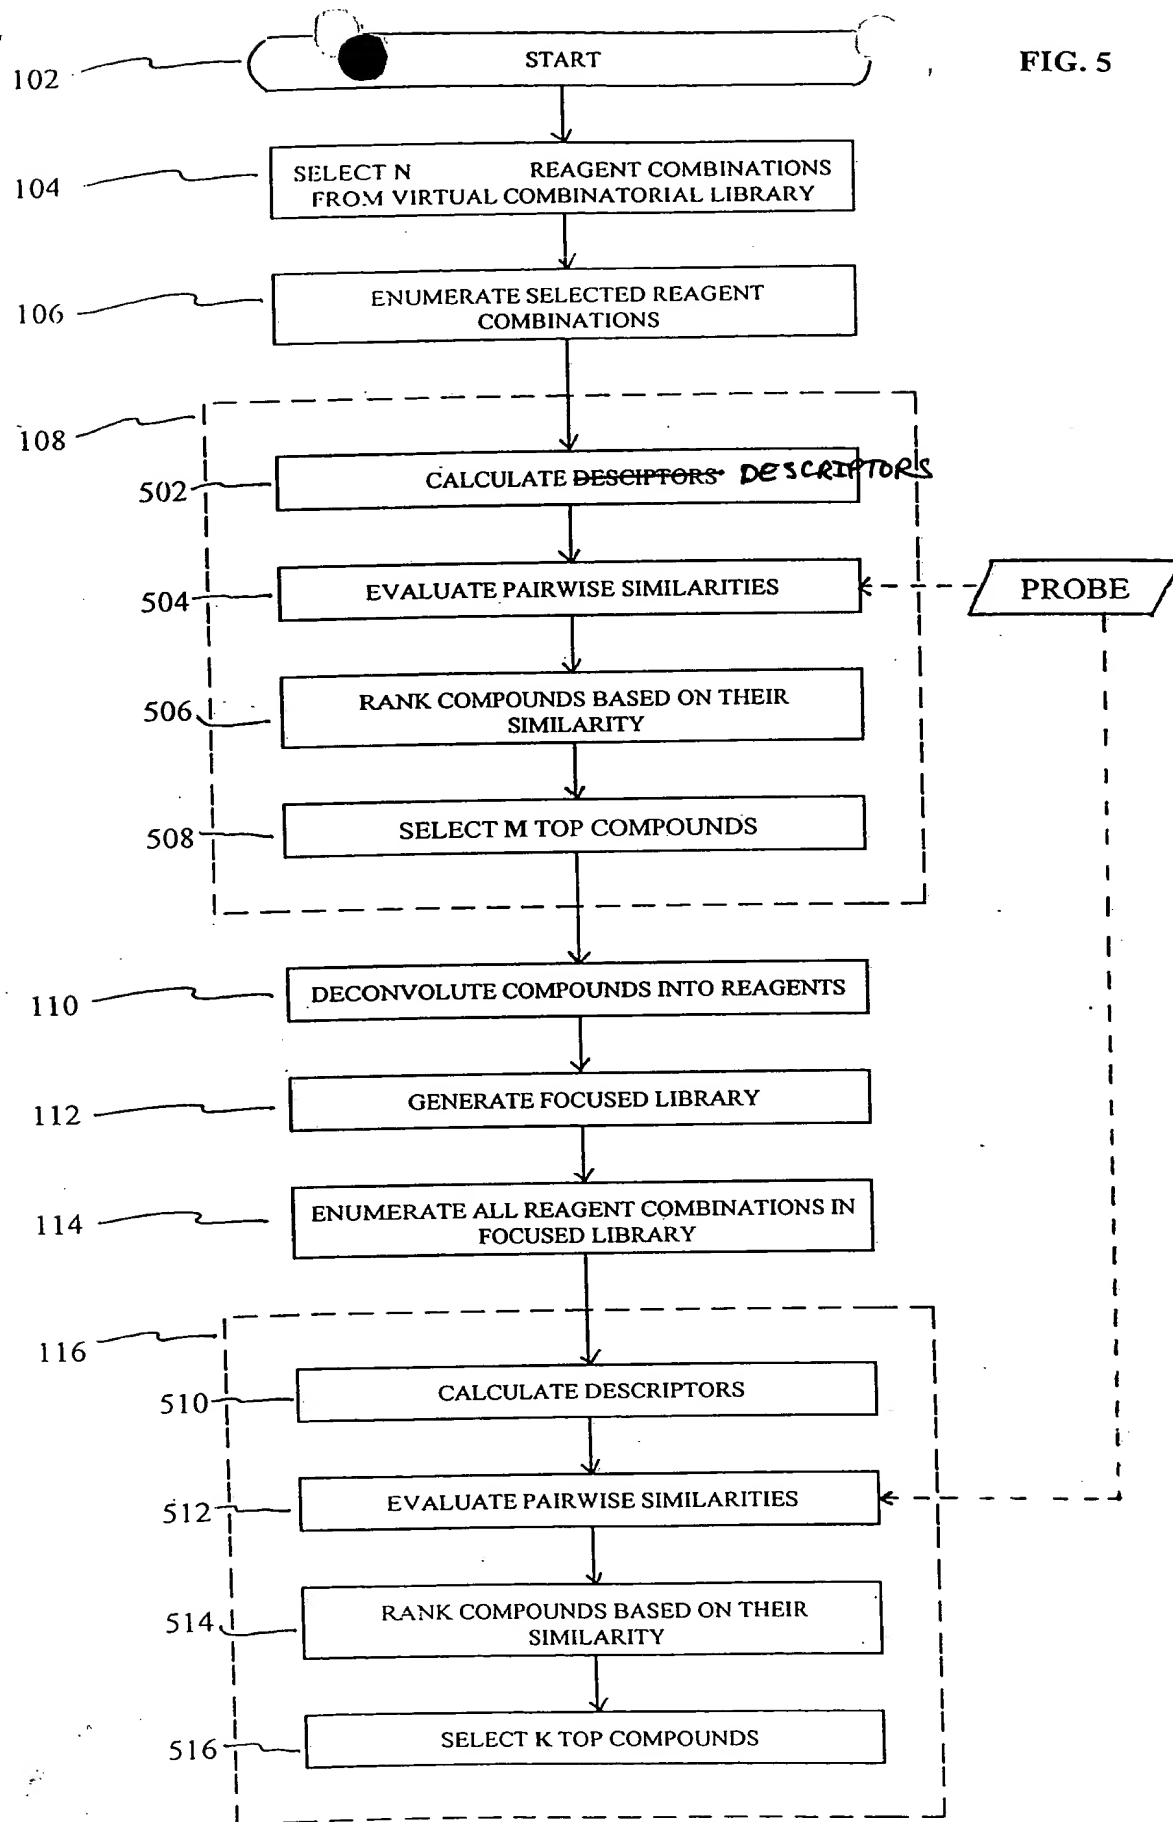 FIG. 5
102
START
104
SELECT N REAGENT COMBINATIONS
FROM VIRTUAL COMBINATORIAL LIBRARY
106
ENUMERATE SELECTED REAGENT
COMBINATIONS
108
502
CALCULATE DESCIPTORS DESCRIPTORS
504
EVALUATE PAIRWISE SIMILARITIES
PROBE
506
RANK COMPOUNDS BASED ON THEIR
SIMILARITY
508
SELECT M TOP COMPOUNDS
110
DECONVOLUTE COMPOUNDS INTO REAGENTS
112
GENERATE FOCUSED LIBRARY
114
ENUMERATE ALL REAGENT COMBINATIONS IN
FOCUSED LIBRARY
116
510
CALCULATE DESCRIPTORS
512
EVALUATE PAIRWISE SIMILARITIES
514
RANK COMPOUNDS BASED ON THEIR
SIMILARITY
516
SELECT K TOP COMPOUNDS